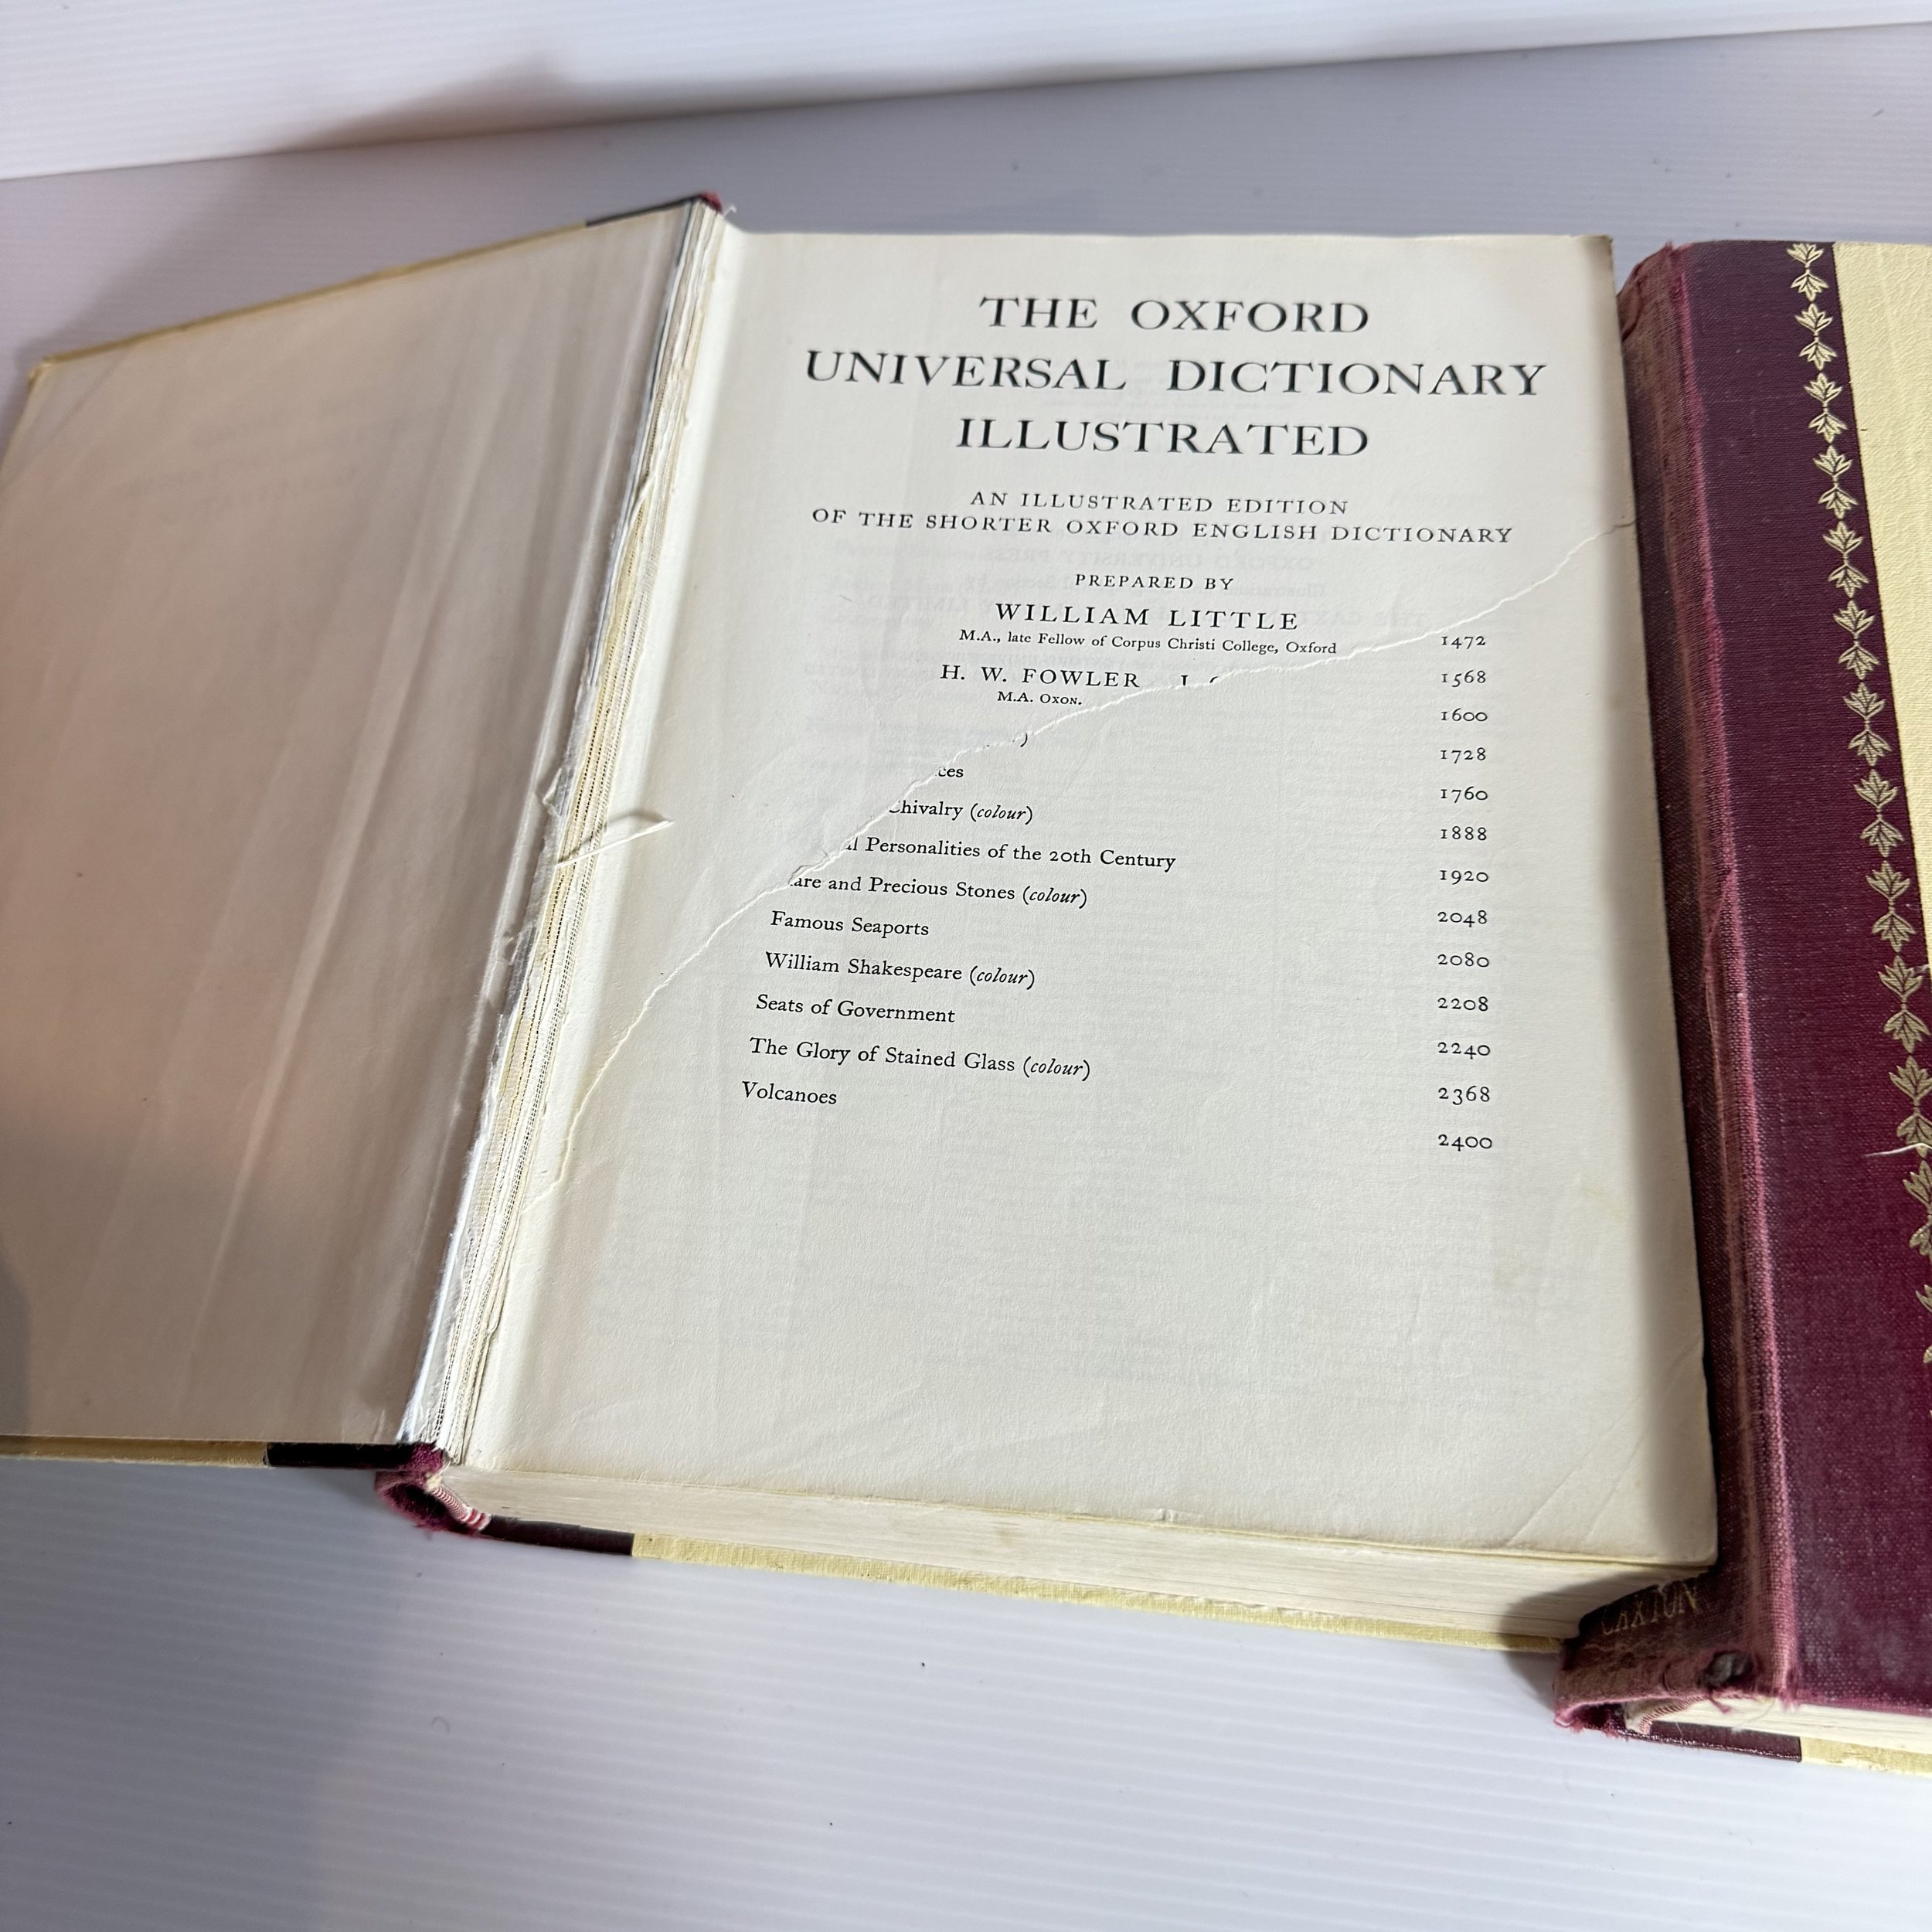 THE OXFORD
UNIVERSAL DICTIONARY
ILLUSTRATED
AN ILLUSTRATED EDITION
OF THE SHORTER OXFORD ENGLISH DICTIONARY
PREPARED BY
WILLIAM LITTLE
M.A., late Fellow of Corpus Christi College, Oxford
H. W. FOWLER
M.A. OXON.
1472
1568
1600
1728
1760
Chivalry (colour)
1888
Personalities of the 20th Century
1920
and Precious Stones (colour)
2048
Famous Seaports
2080
William Shakespeare (colour)
2208
Seats of Government
2240
The Glory of Stained Glass (colour)
2368
Volcanoes
2400
CAXTON